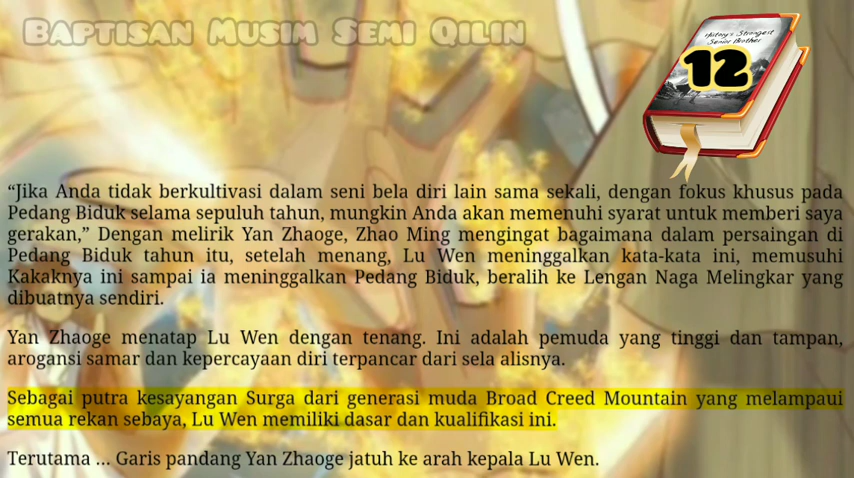 Baptisan Musim Semi Qilin
History's Strongest
Senior Brother
12
“Jika Anda tidak berkultivasi dalam seni bela diri lain sama sekali, dengan fokus khusus pada
Pedang Biduk selama sepuluh tahun, mungkin Anda akan memenuhi syarat untuk memberi saya
gerakan,” Dengan melirik Yan Zhaoge, Zhao Ming mengingat bagaimana dalam persaingan di
Pedang Biduk tahun itu, setelah menang, Lu Wen meninggalkan kata-kata ini, memusuhi
Kakaknya ini sampai ia meninggalkan Pedang Biduk, beralih ke Lengan Naga Melingkar yang
dibuatnya sendiri.
Yan Zhaoge menatap Lu Wen dengan tenang. Ini adalah pemuda yang tinggi dan tampan,
arogansi samar dan kepercayaan diri terpancar dari sela alisnya.
Sebagai putra kesayangan Surga dari generasi muda Broad Creed Mountain yang melampaui
semua rekan sebaya, Lu Wen memiliki dasar dan kualifikasi ini.
Terutama ... Garis pandang Yan Zhaoge jatuh ke arah kepala Lu Wen.